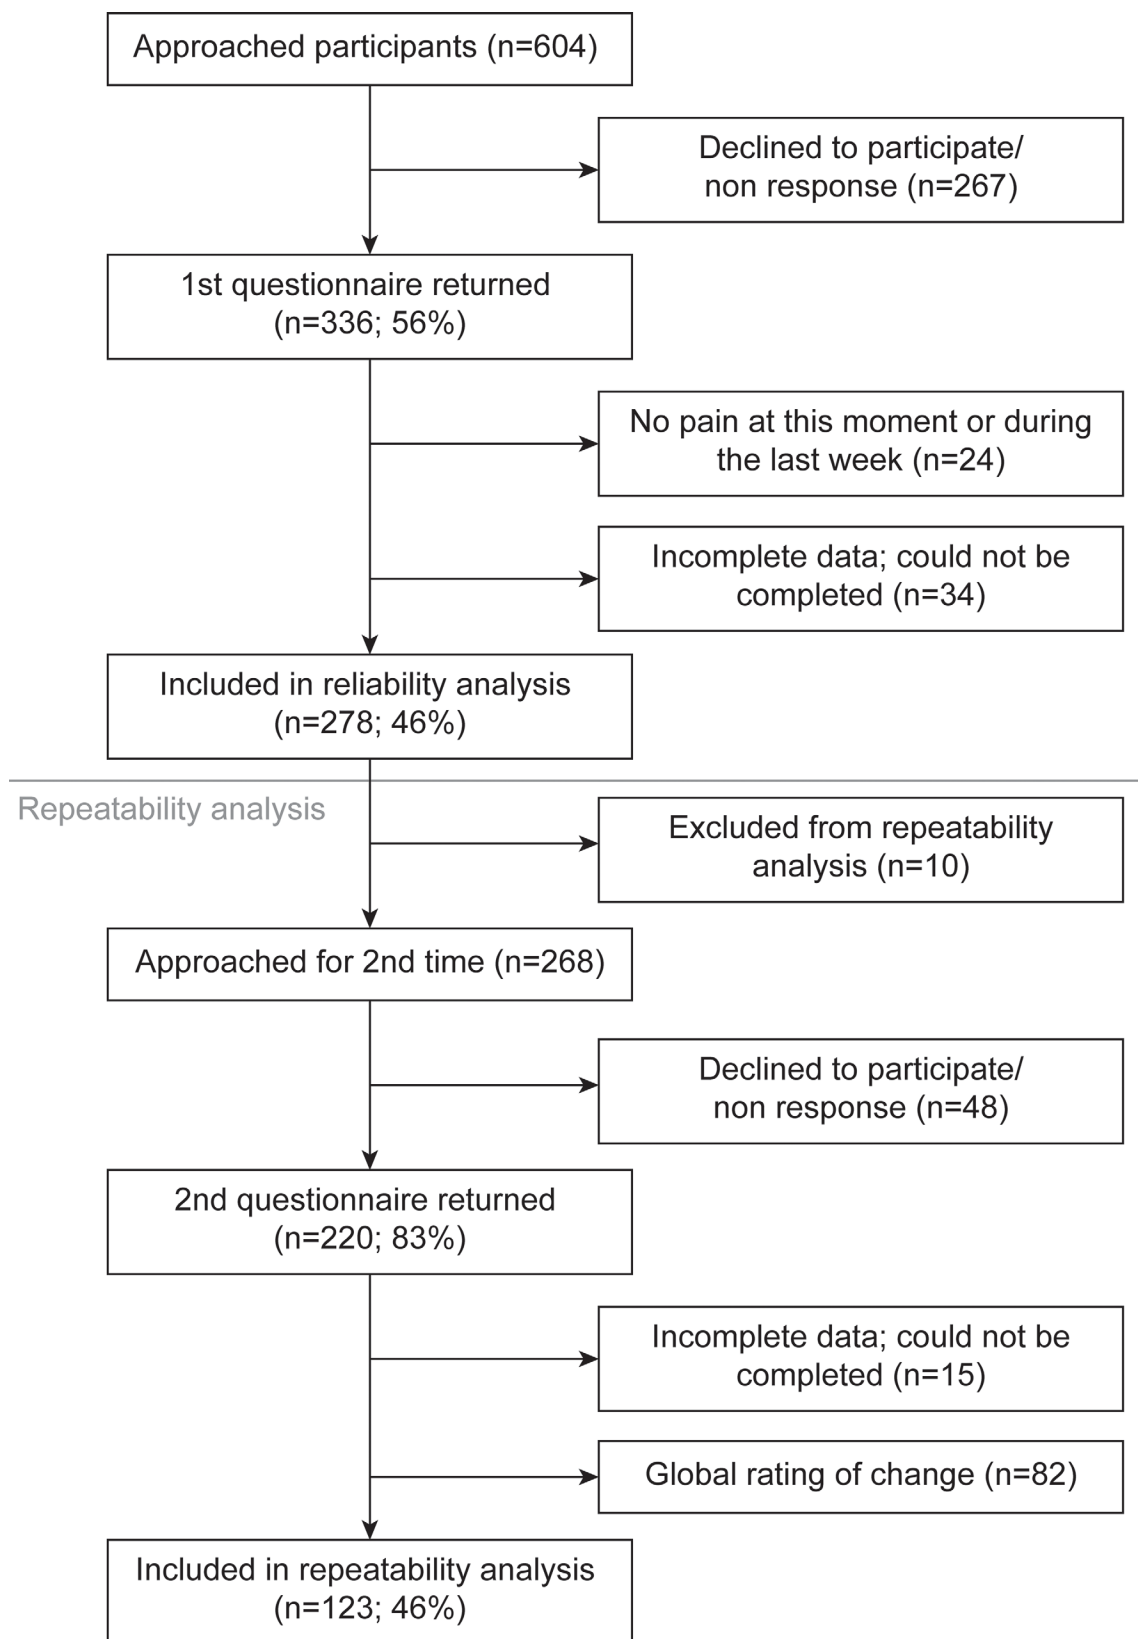 Approached participants (n=604)
Declined to participate/
non response (n=267)
1st questionnaire returned
(n=336; 56%)
No pain at this moment or during
the last week (n=24)
Incomplete data; could not be
completed (n=34)
Included in reliability analysis
(n=278; 46%)
Repeatability analysis
Excluded from repeatability
analysis (n=10)
Approached for 2nd time (n=268)
Declined to participate/
non response (n=48)
2nd questionnaire returned
(n=220; 83%)
Incomplete data; could not be
completed (n=15)
Global rating of change (n=82)
Included in repeatability analysis
(n=123; 46%)